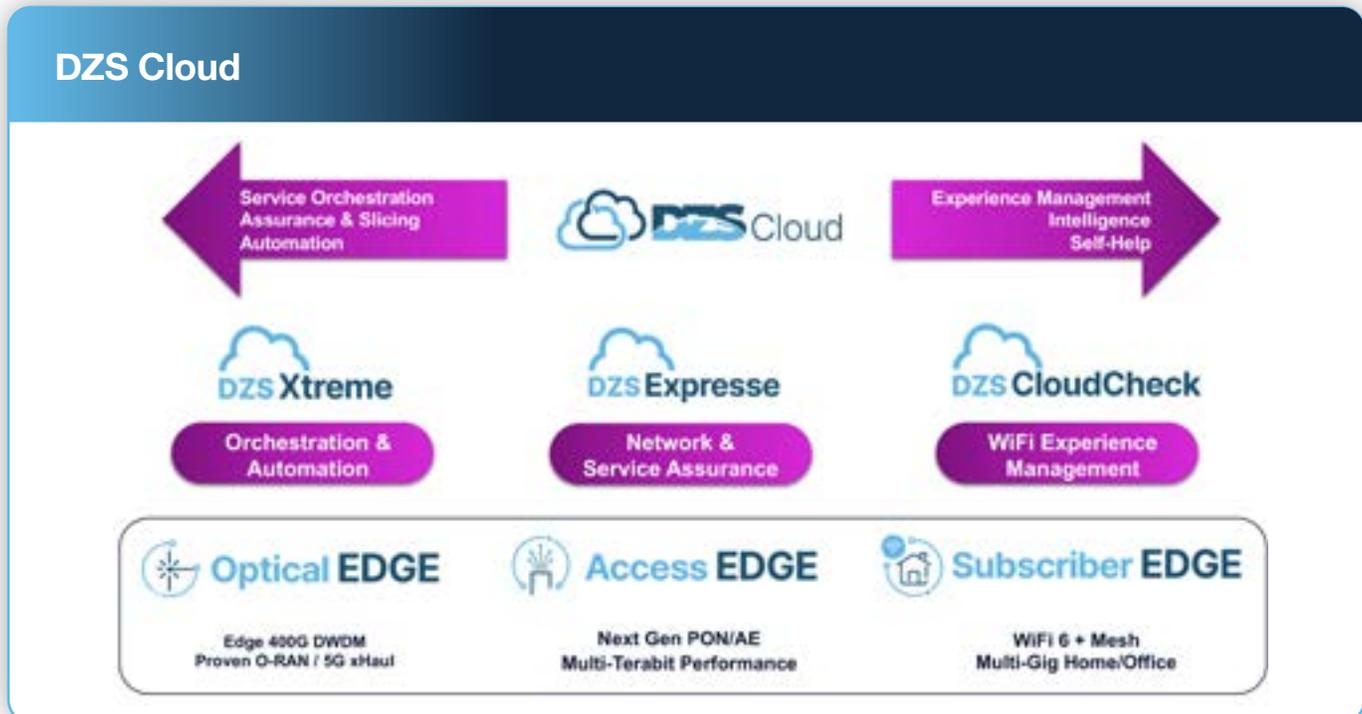 DZS Cloud
Service Orchestration
Assurance & Slicing
Automation
DZS Cloud
Experience Management
Intelligence
Self-Help
DZS Xtreme
DZS Expresse
DZS CloudCheck
Orchestration &
Automation
Network &
Service Assurance
WiFi Experience
Management
Optical EDGE
Access EDGE
Subscriber EDGE
Edge 400G DWDM
Proven O-RAN / 5G xHaul
Next Gen PON/AE
Multi-Terabit Performance
WiFi 6 + Mesh
Multi-Gig Home/Office